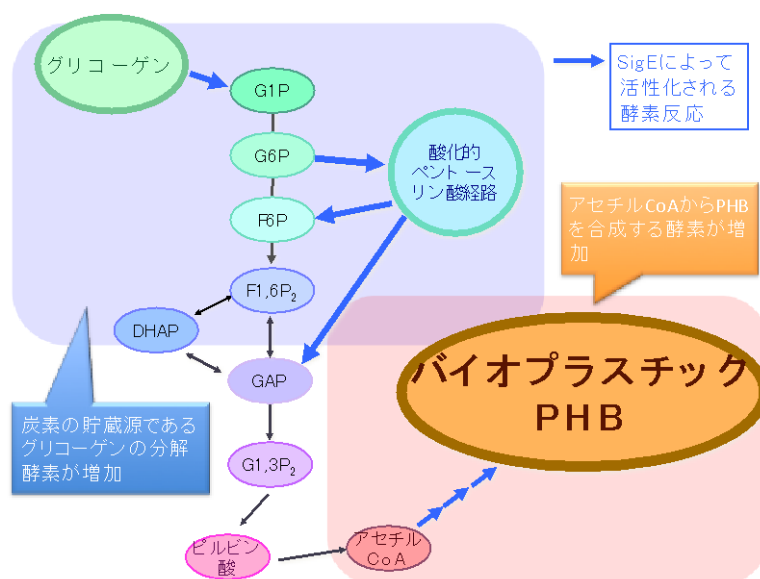 グリコーゲン
G1P
G6P
F6P
F1,6P2
DHAP
GAP
G1,3P2
ピルビン
酸
アセチル
CoA
酸化的
ペントース
リン酸経路
SigEによって
活性化される
酵素反応
アセチルCoAからPHB
を合成する酵素が増
加
バイオプラスチック
PHB
炭素の貯蔵源である
グリコーゲンの分解
酵素が増加